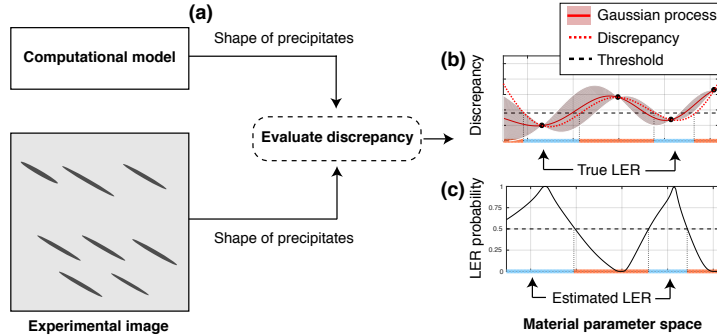 (a)
Computational model
Shape of precipitates
Evaluate discrepancy
Shape of precipitates
Experimental image
Gaussian process
Discrepancy
Threshold
(b)
Discrepancy
True LER
(c)
LER probability
1
0.75
0.5
0.25
0
Estimated LER
Material parameter space